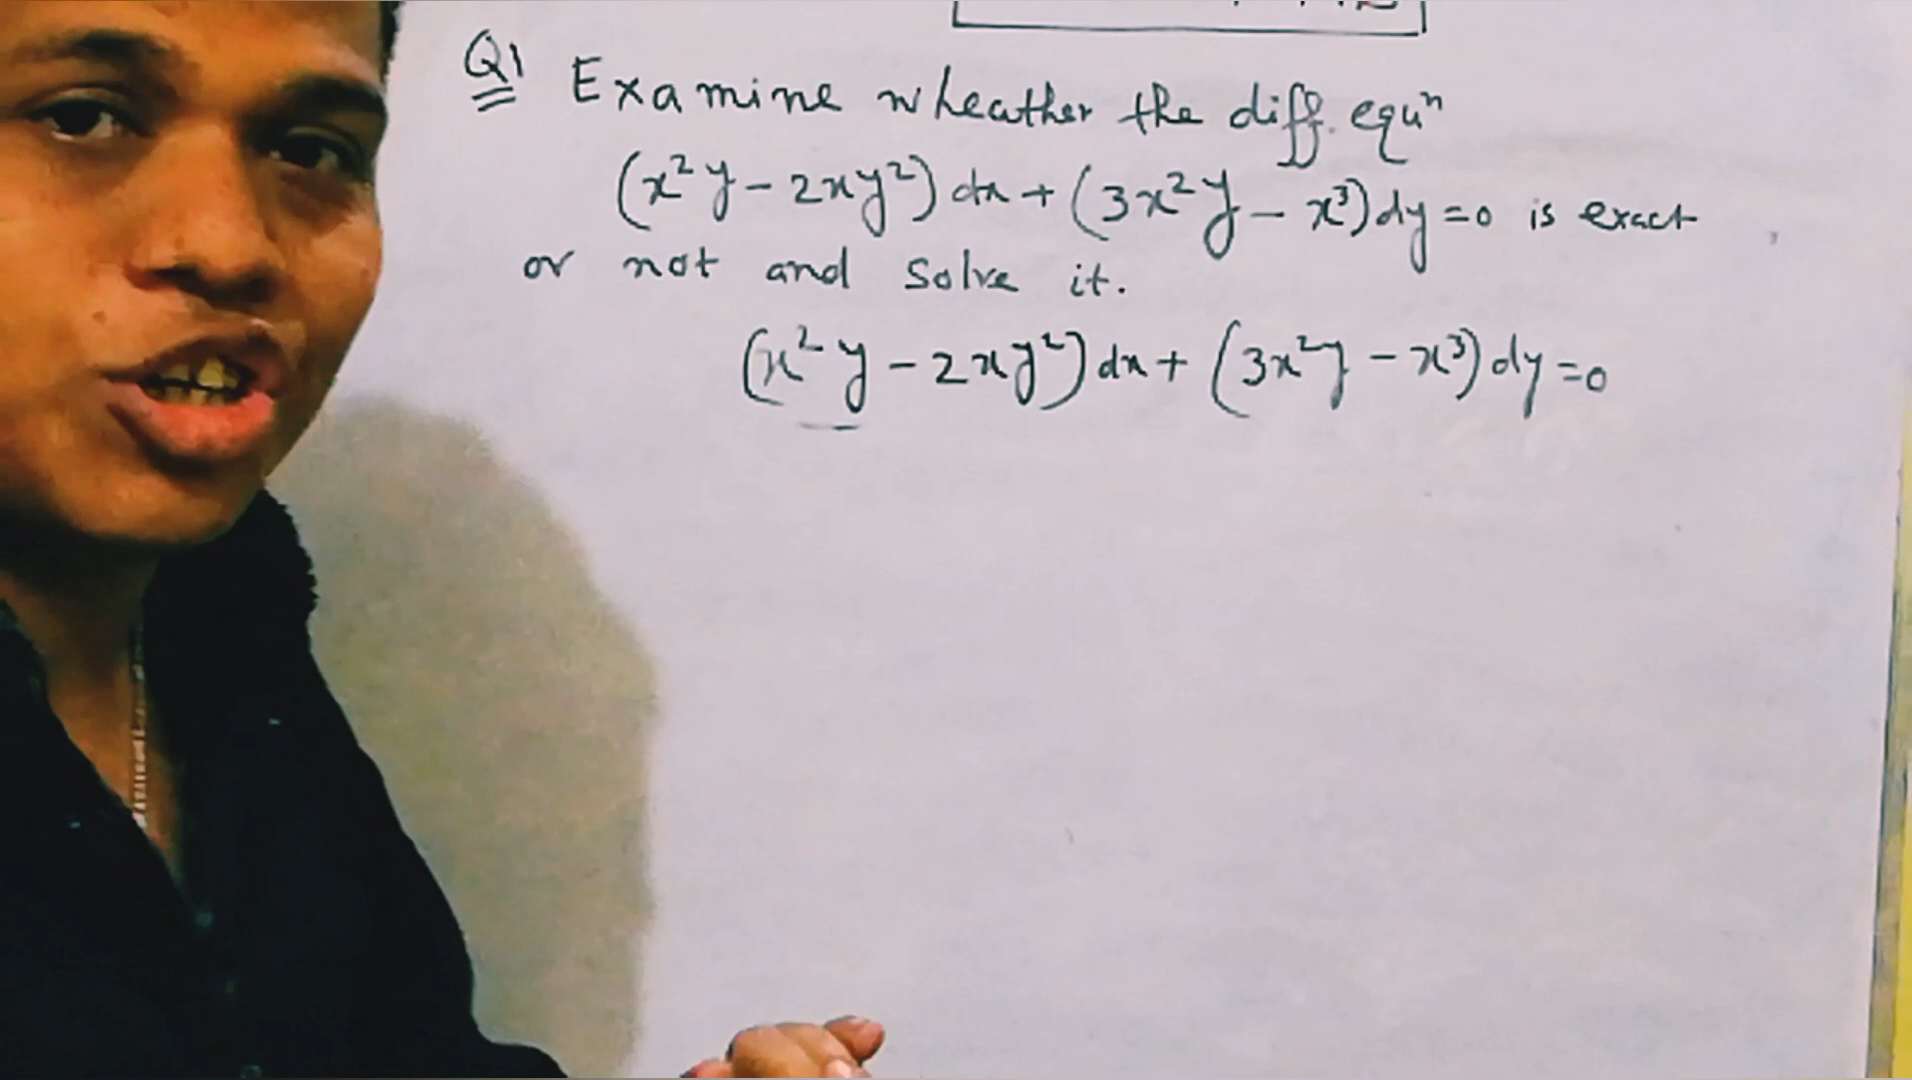 Q1 Examine wheather the diff. equⁿ
(x²y - 2xy²) dx + (3x²y - x³) dy = 0 is exact
or not and solve it.
(x²y - 2xy²) dx + (3x²y - x³) dy = 0